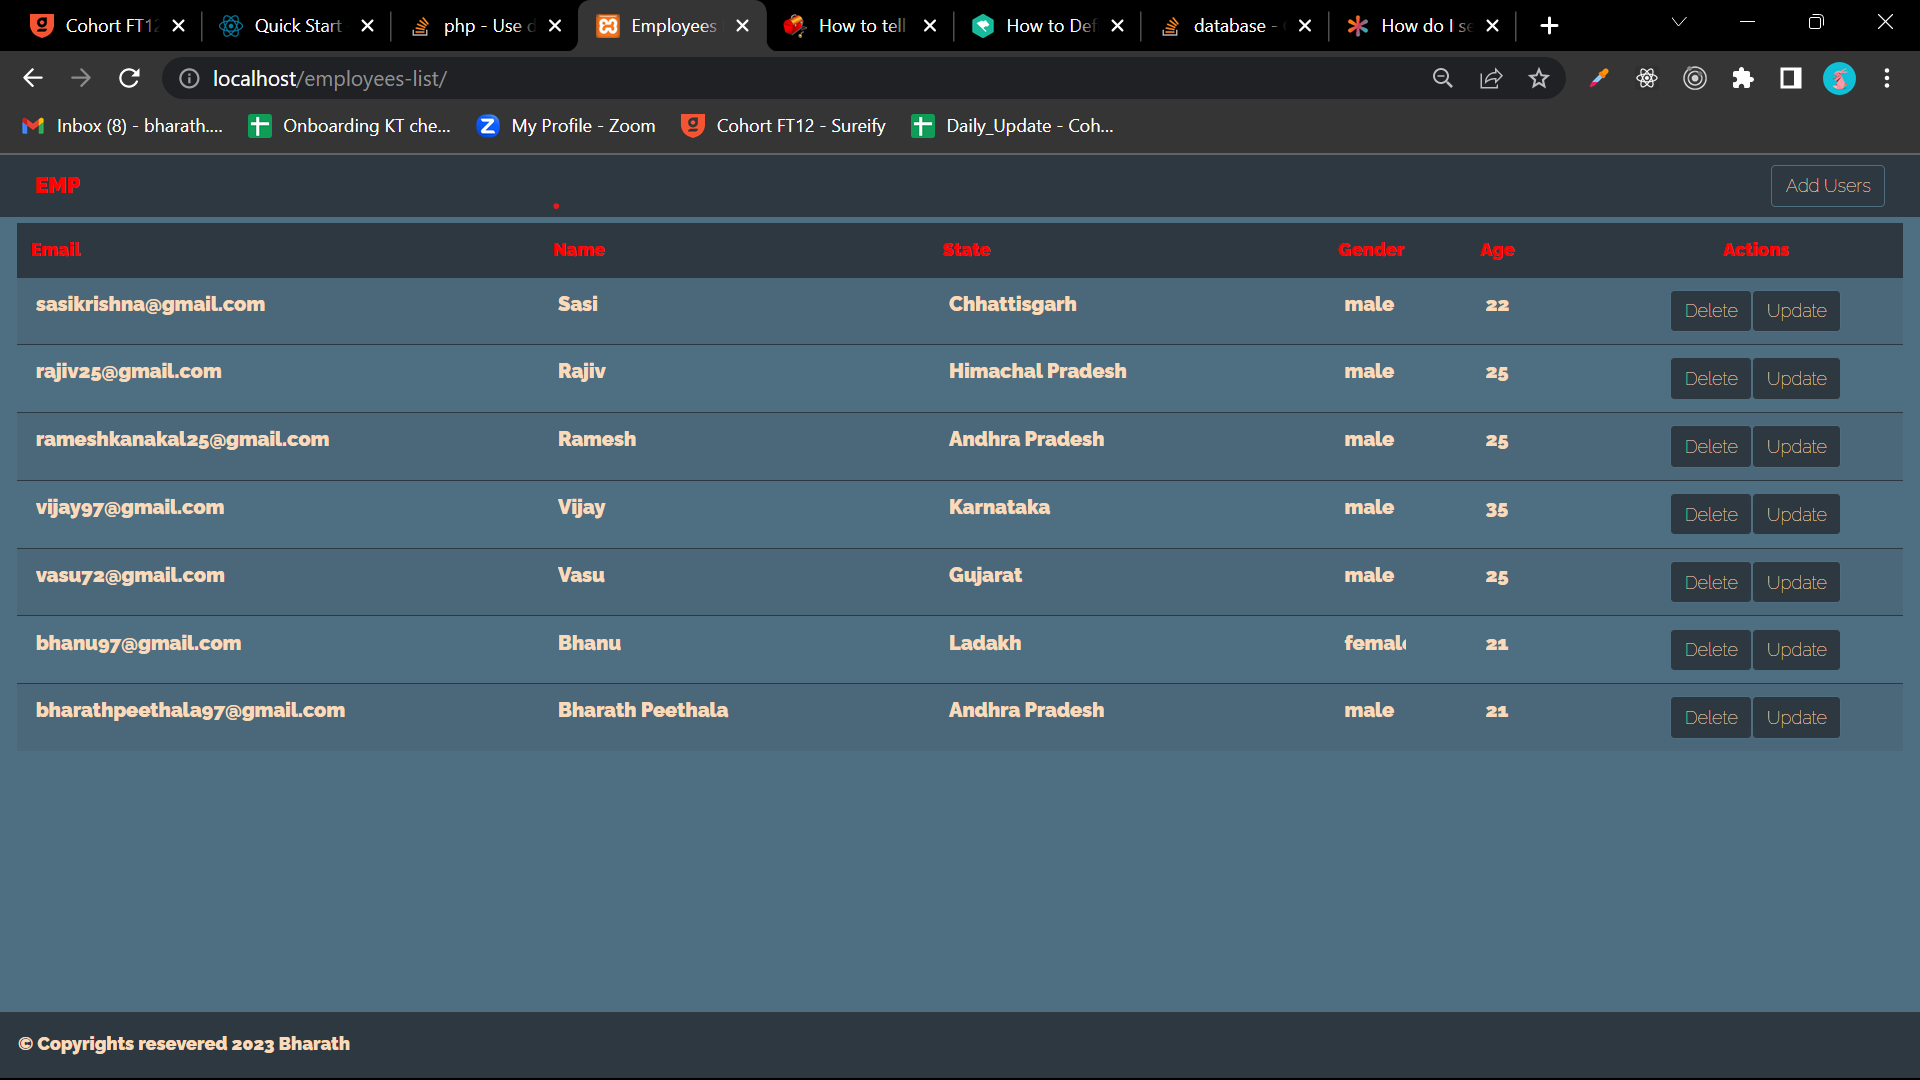 Cohort FT12 Quick Start php - Use d Employees How to tell How to Def database - How do I se
localhost/employees-list/
Inbox (8) - bharath.... Onboarding KT che... My Profile - Zoom Cohort FT12 - Sureify Daily_Update - Coh...
EMP Add Users
Email Name State Gender Age Actions
sasikrishna@gmail.com Sasi Chhattisgarh male 22 Delete Update
rajiv25@gmail.com Rajiv Himachal Pradesh male 25 Delete Update
rameshkanakal25@gmail.com Ramesh Andhra Pradesh male 25 Delete Update
vijay97@gmail.com Vijay Karnataka male 35 Delete Update
vasu72@gmail.com Vasu Gujarat male 25 Delete Update
bhanu97@gmail.com Bhanu Ladakh female 21 Delete Update
bharathpeethala97@gmail.com Bharath Peethala Andhra Pradesh male 21 Delete Update
© Copyrights resevered 2023 Bharath